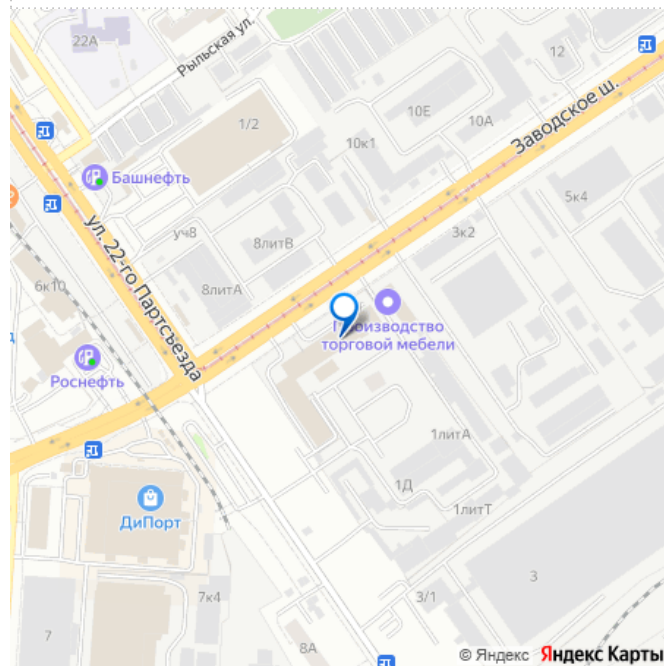 22А
Рыльская ул.
12
Заводское ш.
10Е
10А
1/2
10к1
Башнефть
5к4
уч8
8литВ
3к2
ул. 22-го Партсъезда
6к10
8литА
Производство
торговой мебели
Роснефть
1литА
1Д
1литТ
ДиПорт
3
7к4
3/1
7
8А
© Яндекс Яндекс Карты